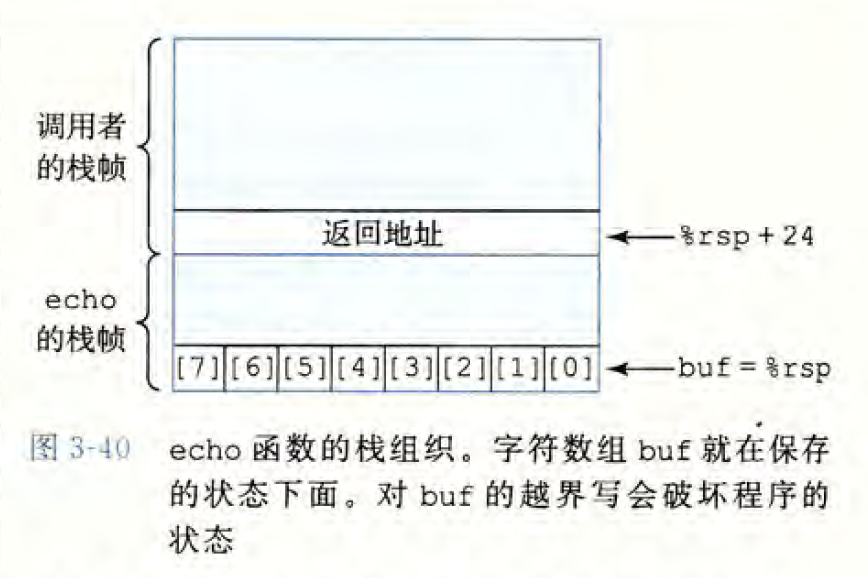 调用者
的栈帧
返回地址
%rsp + 24
echo
的栈帧
[7] [6] [5] [4] [3] [2] [1] [0]
buf = %rsp
图 3-40 echo 函数的栈组织。字符数组 buf 就在保存
的状态下面。对 buf 的越界写会破坏程序的
状态